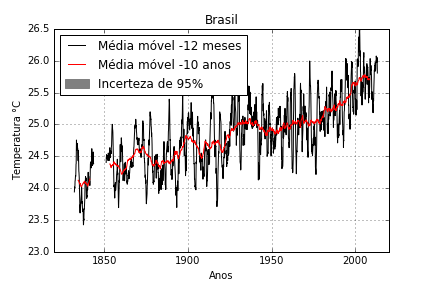 Brasil
26.5
26.0
25.5
25.0
24.5
24.0
23.5
23.0
Temperatura °C
Média móvel -12 meses
Média móvel -10 anos
Incerteza de 95%
1850
1900
1950
2000
Anos